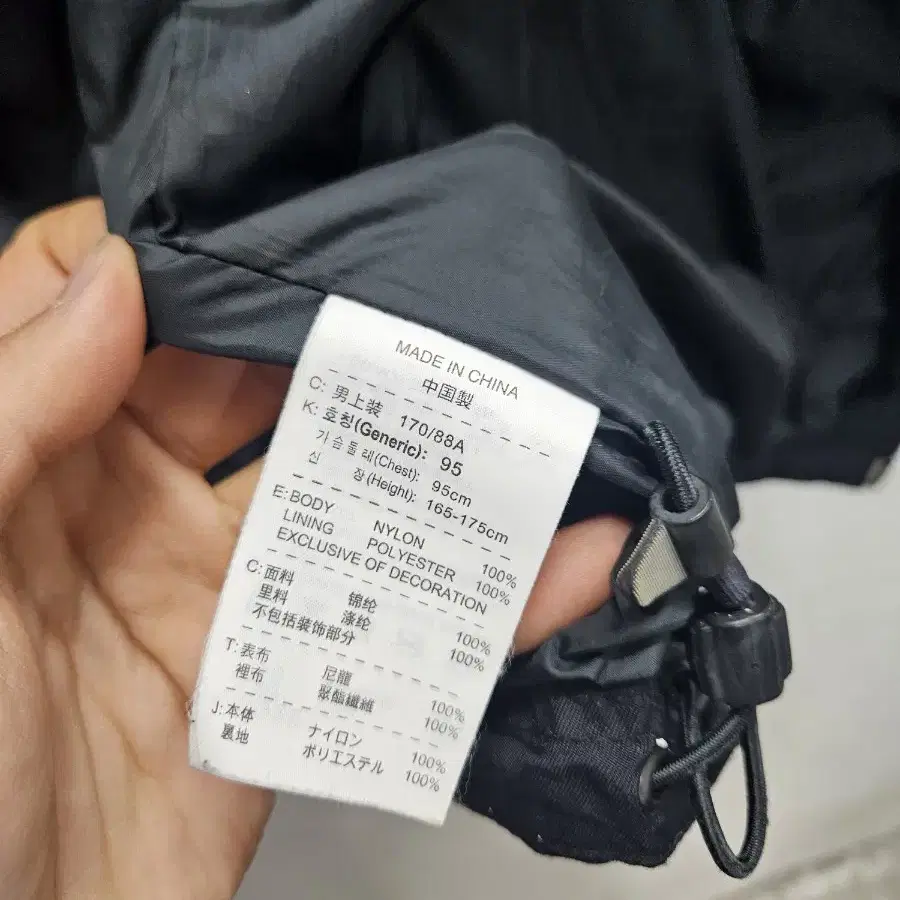 MADE IN CHINA
中国製
C: 男上装 170/88A
K: 호칭(Generic): 95
가슴둘레(Chest): 95cm
신 장(Height): 165-175cm
E: BODY NYLON 100%
LINING POLYESTER 100%
EXCLUSIVE OF DECORATION
C: 面料 锦纶 100%
里料 涤纶 100%
不包括装饰部分
T: 表布 尼龍 100%
裡布 聚酯纖維 100%
J: 本体 ナイロン 100%
裏地 ポリエステル 100%